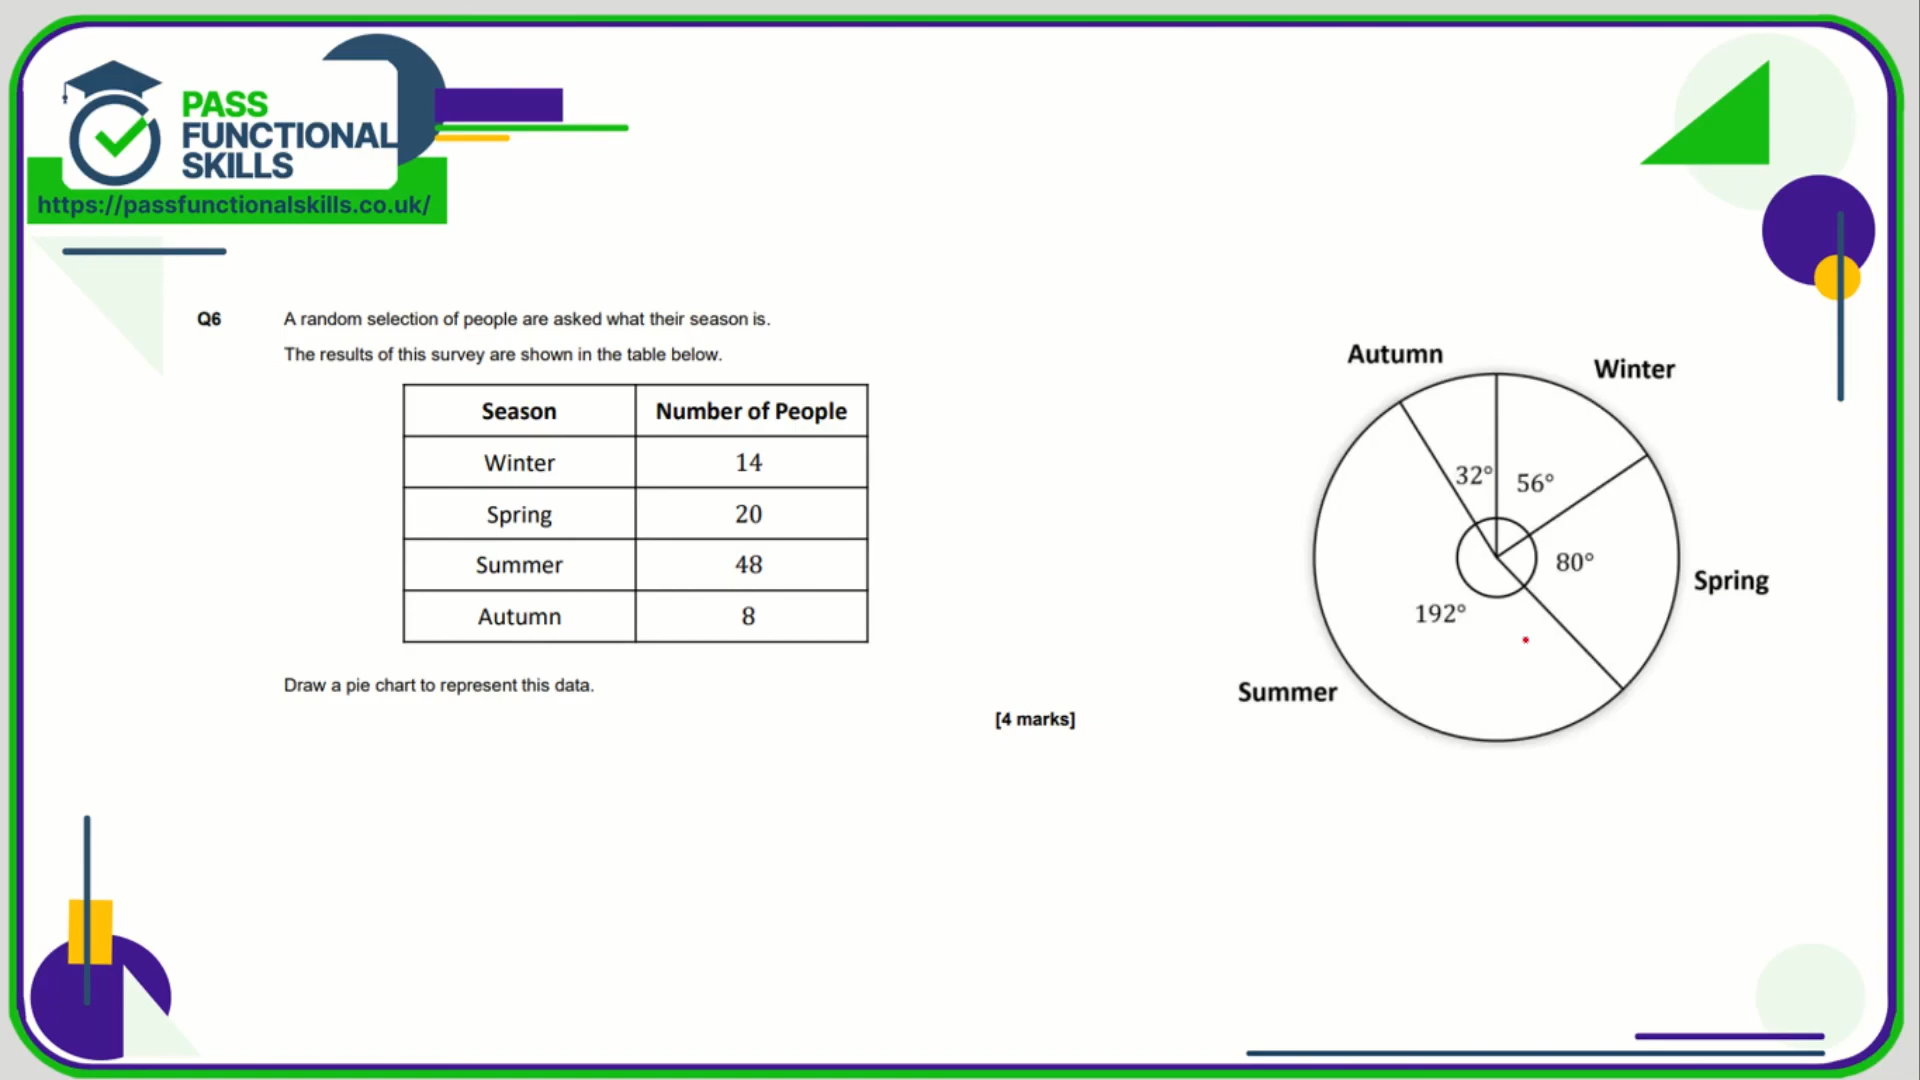 PASS
FUNCTIONAL
SKILLS
https://passfunctionalskills.co.uk/
Q6 A random selection of people are asked what their season is.
The results of this survey are shown in the table below.
Season Number of People
Winter 14
Spring 20
Summer 48
Autumn 8
Draw a pie chart to represent this data.
[4 marks]
Autumn
Winter
32° 56°
80°
Spring
192°
Summer